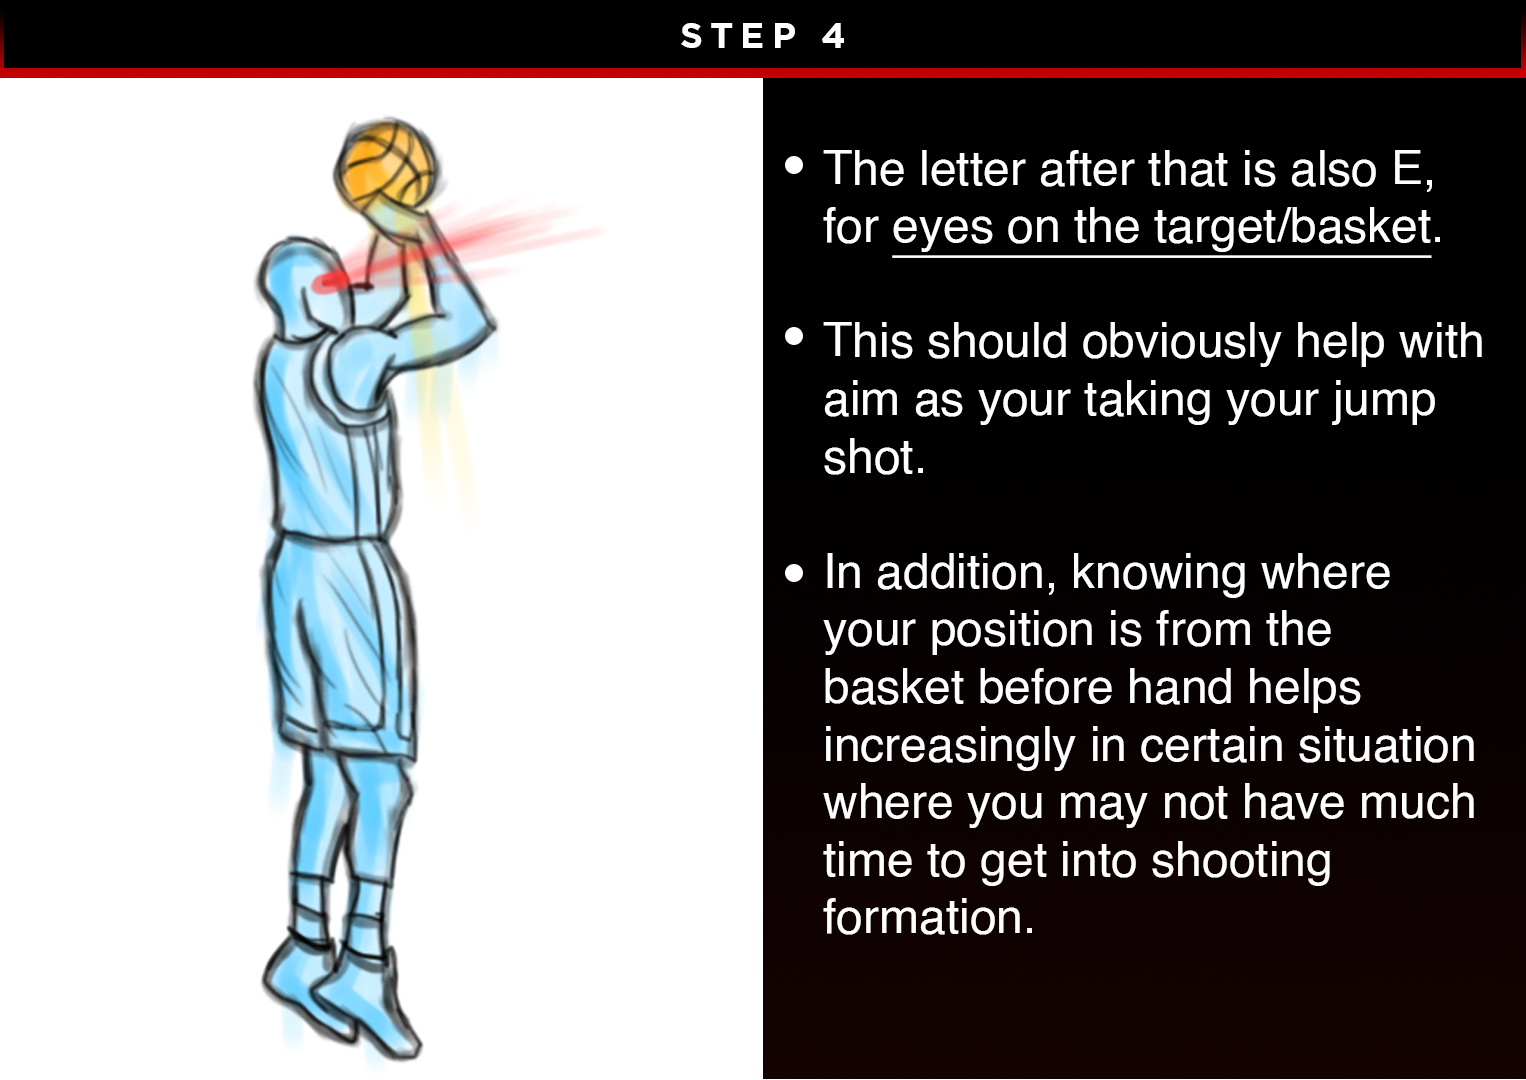 STEP 4
• The letter after that is also E,
for eyes on the target/basket.
• This should obviously help with
aim as your taking your jump
shot.
• In addition, knowing where
your position is from the
basket before hand helps
increasingly in certain situation
where you may not have much
time to get into shooting
formation.